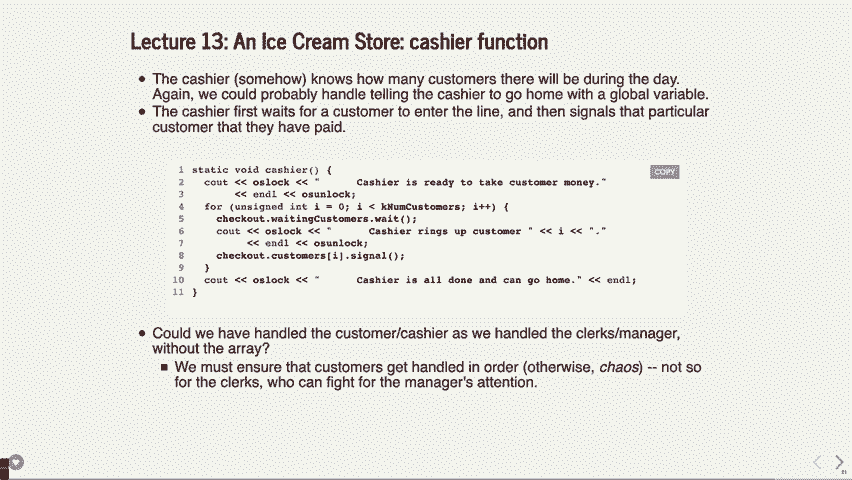 Lecture 13: An Ice Cream Store: cashier function
• The cashier (somehow) knows how many customers there will be during the day.
Again, we could probably handle telling the cashier to go home with a global variable.
• The cashier first waits for a customer to enter the line, and then signals that particular
customer that they have paid.
COPY
1 static void cashier() {
2   cout << oslock << "      Cashier is ready to take customer money."
3        << endl << osunlock;
4   for (unsigned int i = 0; i < kNumCustomers; i++) {
5     checkout.waitingCustomers.wait();
6     cout << oslock << "      Cashier rings up customer " << i << "."
7          << endl << osunlock;
8     checkout.customers[i].signal();
9   }
10   cout << oslock << "      Cashier is all done and can go home." << endl;
11 }
• Could we have handled the customer/cashier as we handled the clerks/manager,
without the array?
■ We must ensure that customers get handled in order (otherwise, chaos) -- not so
for the clerks, who can fight for the manager's attention.